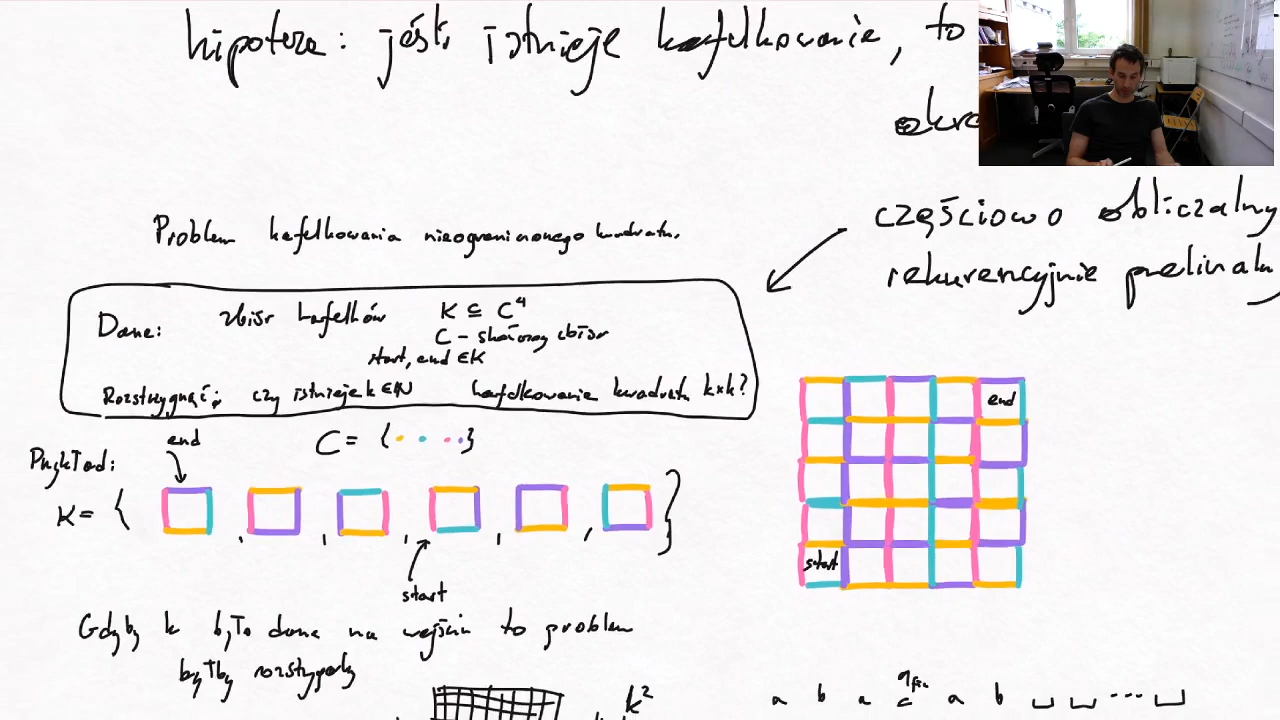 hipoteza: jeśli istnieje kafelkowanie, to
okre
częściowo obliczalny
rekurencyjnie przeliczalny
Problem kafelkowania nieograniczonego kwadratu.
Dane: zbiór kafelków K ⊆ C⁴
C - skończony zbiór
start, end ∈ K
Rozstrzygnąć: czy istnieje k ∈ ℕ kafelkowanie kwadratu k×k?
end
C = { · · · · }
Przykład:
K = { , , , , , }
start
end
start
Gdyby k było dane na wejściu to problem
byłby rozstrzygalny
k²
q
a b a c a b ⊔ ⊔ ... ⊔